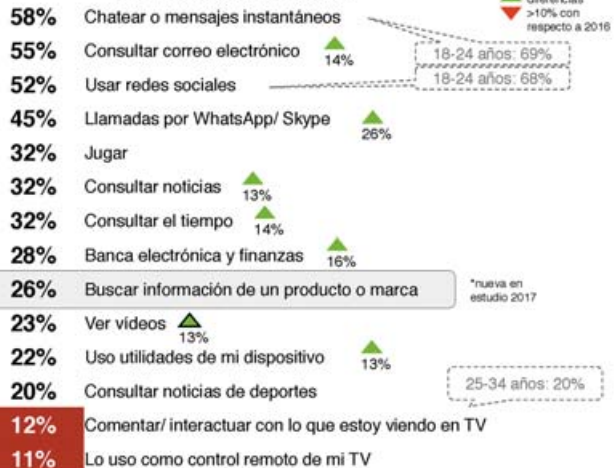 diferencias
>10% con
respecto a 2016
58% Chatear o mensajes instantáneos
55% Consultar correo electrónico
14%
18-24 años: 69%
52% Usar redes sociales
18-24 años: 68%
45% Llamadas por WhatsApp/ Skype
26%
32% Jugar
32% Consultar noticias
13%
32% Consultar el tiempo
14%
28% Banca electrónica y finanzas
16%
26% Buscar información de un producto o marca
*nueva en
estudio 2017
23% Ver vídeos
13%
22% Uso utilidades de mi dispositivo
13%
20% Consultar noticias de deportes
25-34 años: 20%
12% Comentar/ interactuar con lo que estoy viendo en TV
11% Lo uso como control remoto de mi TV